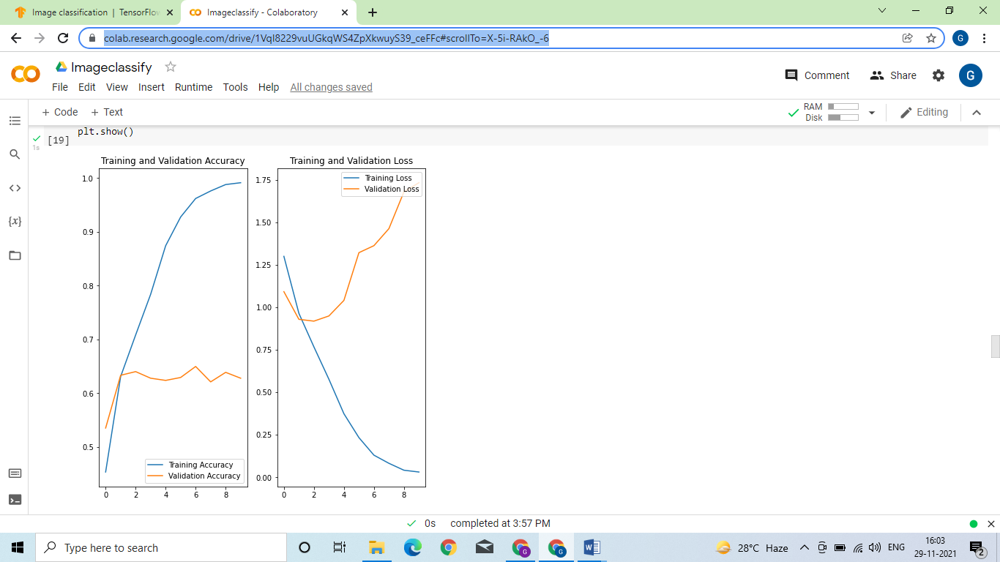 Image classification | TensorFlow
Imageclassify - Colaboratory
colab.research.google.com/drive/1Vql8229vuUGkqWS4ZpXkwuyS39_ceFFc#scrollTo=X-5i-RAkO_-6
G
Imageclassify
Comment
Share
G
File Edit View Insert Runtime Tools Help All changes saved
+ Code + Text
RAM
Disk
Editing
plt.show()
[19]
1s
{x}
Training and Validation Accuracy
1.0
0.9
0.8
0.7
0.6
0.5
Training Accuracy
Validation Accuracy
0 2 4 6 8
Training and Validation Loss
Training Loss
Validation Loss
1.75
1.50
1.25
1.00
0.75
0.50
0.25
0.00
0 2 4 6 8
0s completed at 3:57 PM
Type here to search
G
G
28°C Haze
ENG
16:03
29-11-2021
2